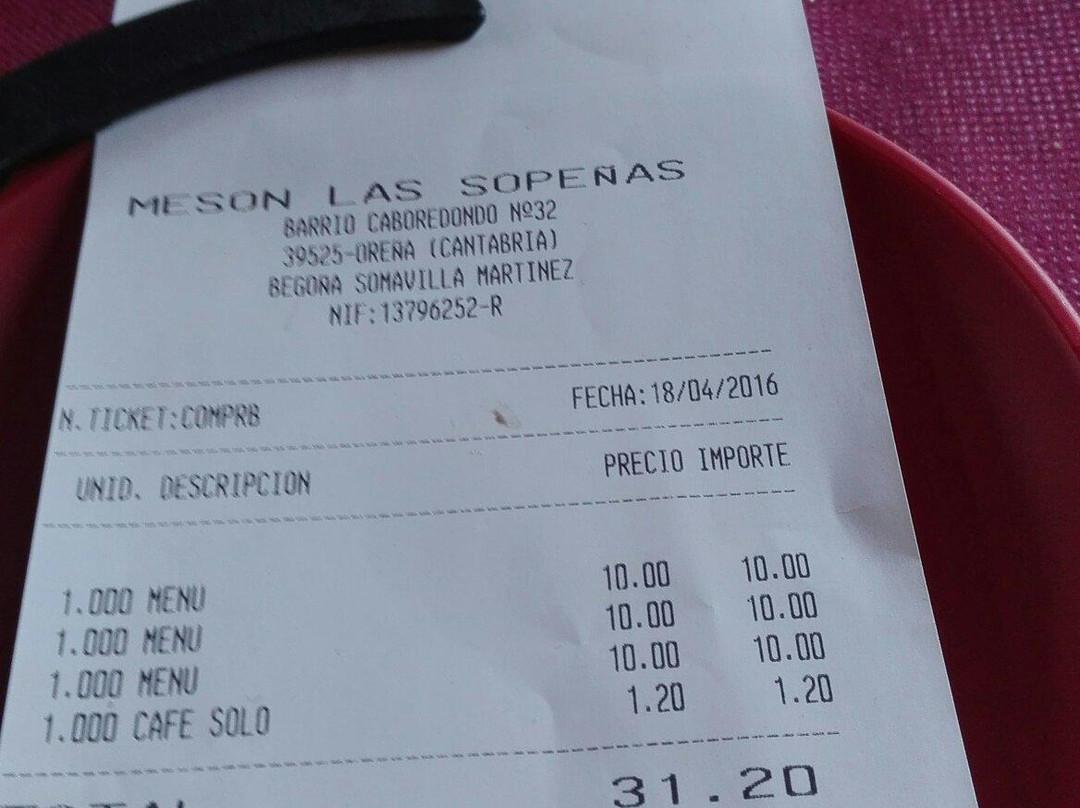 MESON LAS SOPEÑAS
BARRIO CABOREDONDO Nº32
39525-OREÑA (CANTABRIA)
BEGOÑA SOMAVILLA MARTINEZ
NIF:13796252-R
N.TICKET:COMPRB FECHA:18/04/2016
UNID. DESCRIPCION PRECIO IMPORTE
1.000 MENU 10.00 10.00
1.000 MENU 10.00 10.00
1.000 MENU 10.00 10.00
1.000 CAFE SOLO 1.20 1.20
TOTAL 31.20